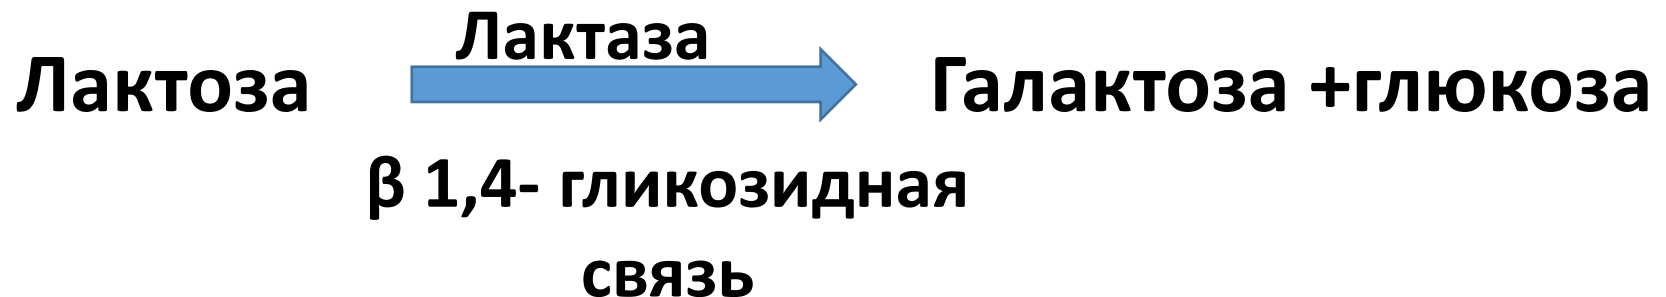 Лактаза
Лактоза
Галактоза +глюкоза
β 1,4- гликозидная
связь